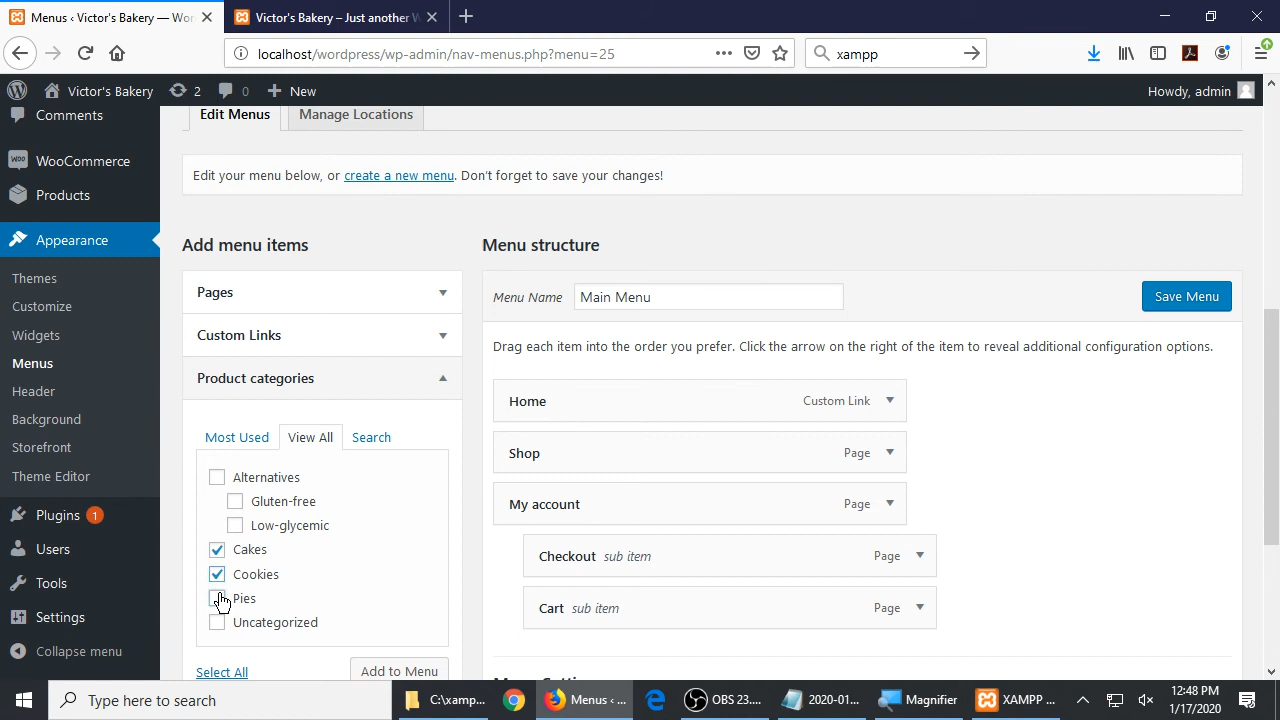 Menus ‹ Victor's Bakery — Wor
Victor's Bakery – Just another W
localhost/wordpress/wp-admin/nav-menus.php?menu=25
xampp
Victor's Bakery
2
0
New
Howdy, admin
Comments
WooCommerce
Products
Appearance
Themes
Customize
Widgets
Menus
Header
Background
Storefront
Theme Editor
Plugins 1
Users
Tools
Settings
Collapse menu
Edit Menus
Manage Locations
Edit your menu below, or create a new menu. Don't forget to save your changes!
Add menu items
Pages
Custom Links
Product categories
Most Used
View All
Search
Alternatives
Gluten-free
Low-glycemic
Cakes
Cookies
Pies
Uncategorized
Select All
Add to Menu
Menu structure
Menu Name
Main Menu
Save Menu
Drag each item into the order you prefer. Click the arrow on the right of the item to reveal additional configuration options.
Home
Custom Link
Shop
Page
My account
Page
Checkout sub item
Page
Cart sub item
Page
Type here to search
C:\xamp...
Menus ‹ ...
OBS 23....
2020-01...
Magnifier
XAMPP ...
12:48 PM
1/17/2020